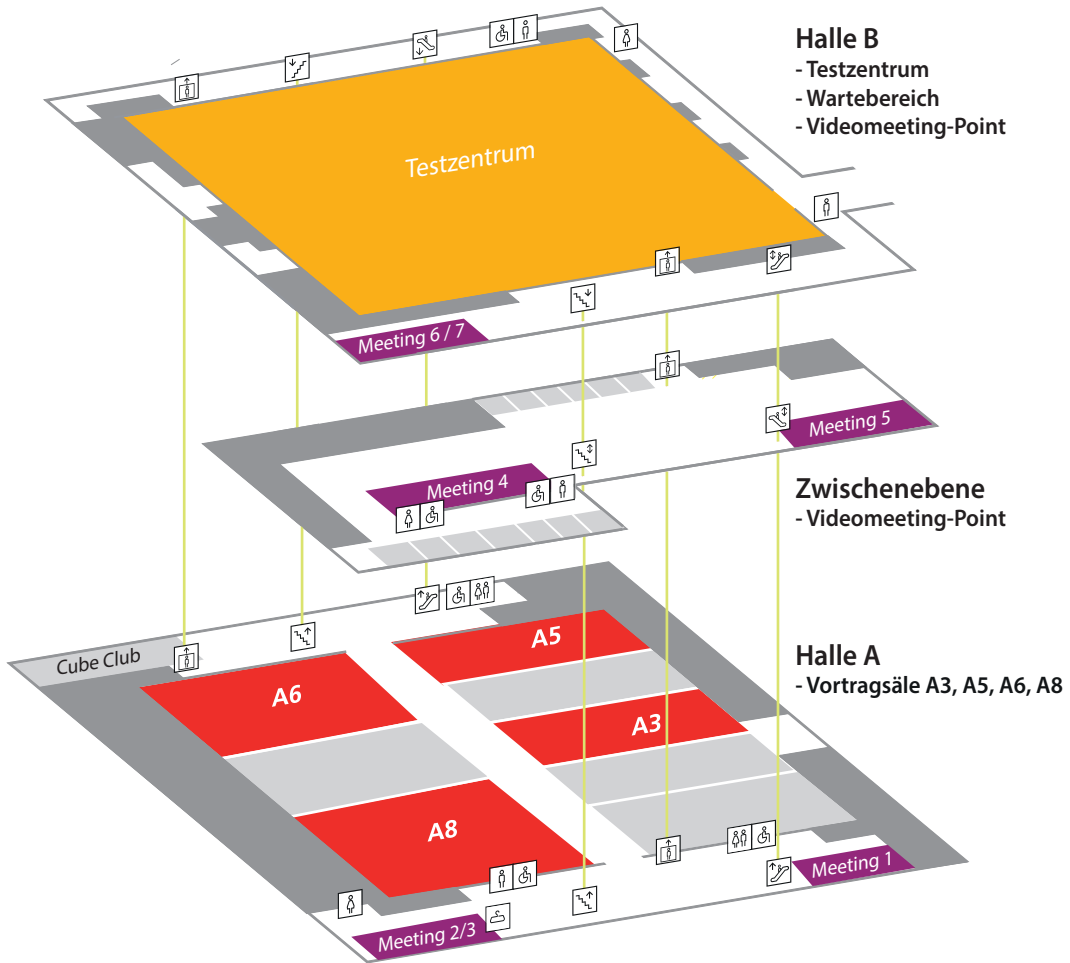 Halle B
- Testzentrum
- Wartebereich
- Videomeeting-Point
Testzentrum
Meeting 6 / 7
Meeting 5
Meeting 4
Zwischenebene
- Videomeeting-Point
Cube Club
A5
A6
A3
A8
Halle A
- Vortragsäle A3, A5, A6, A8
Meeting 1
Meeting 2/3